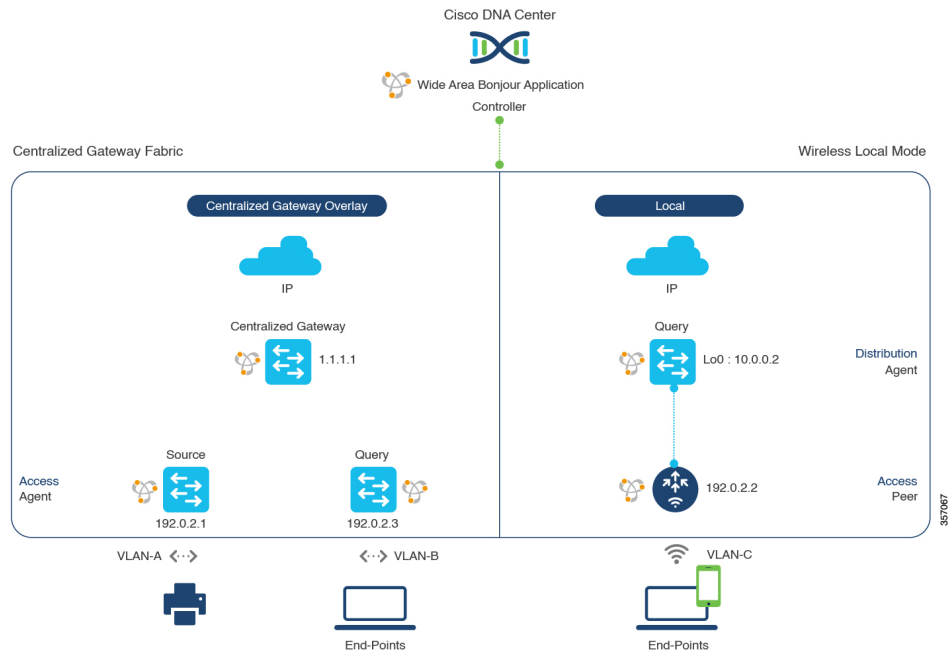 Cisco DNA Center
Wide Area Bonjour Application
Controller
Centralized Gateway Fabric
Wireless Local Mode
Centralized Gateway Overlay
Local
IP
IP
Centralized Gateway
1.1.1.1
Query
Lo0 : 10.0.0.2
Distribution
Agent
Source
Query
Access
Agent
192.0.2.1
192.0.2.3
192.0.2.2
Access
Peer
357067
VLAN-A
VLAN-B
VLAN-C
End-Points
End-Points